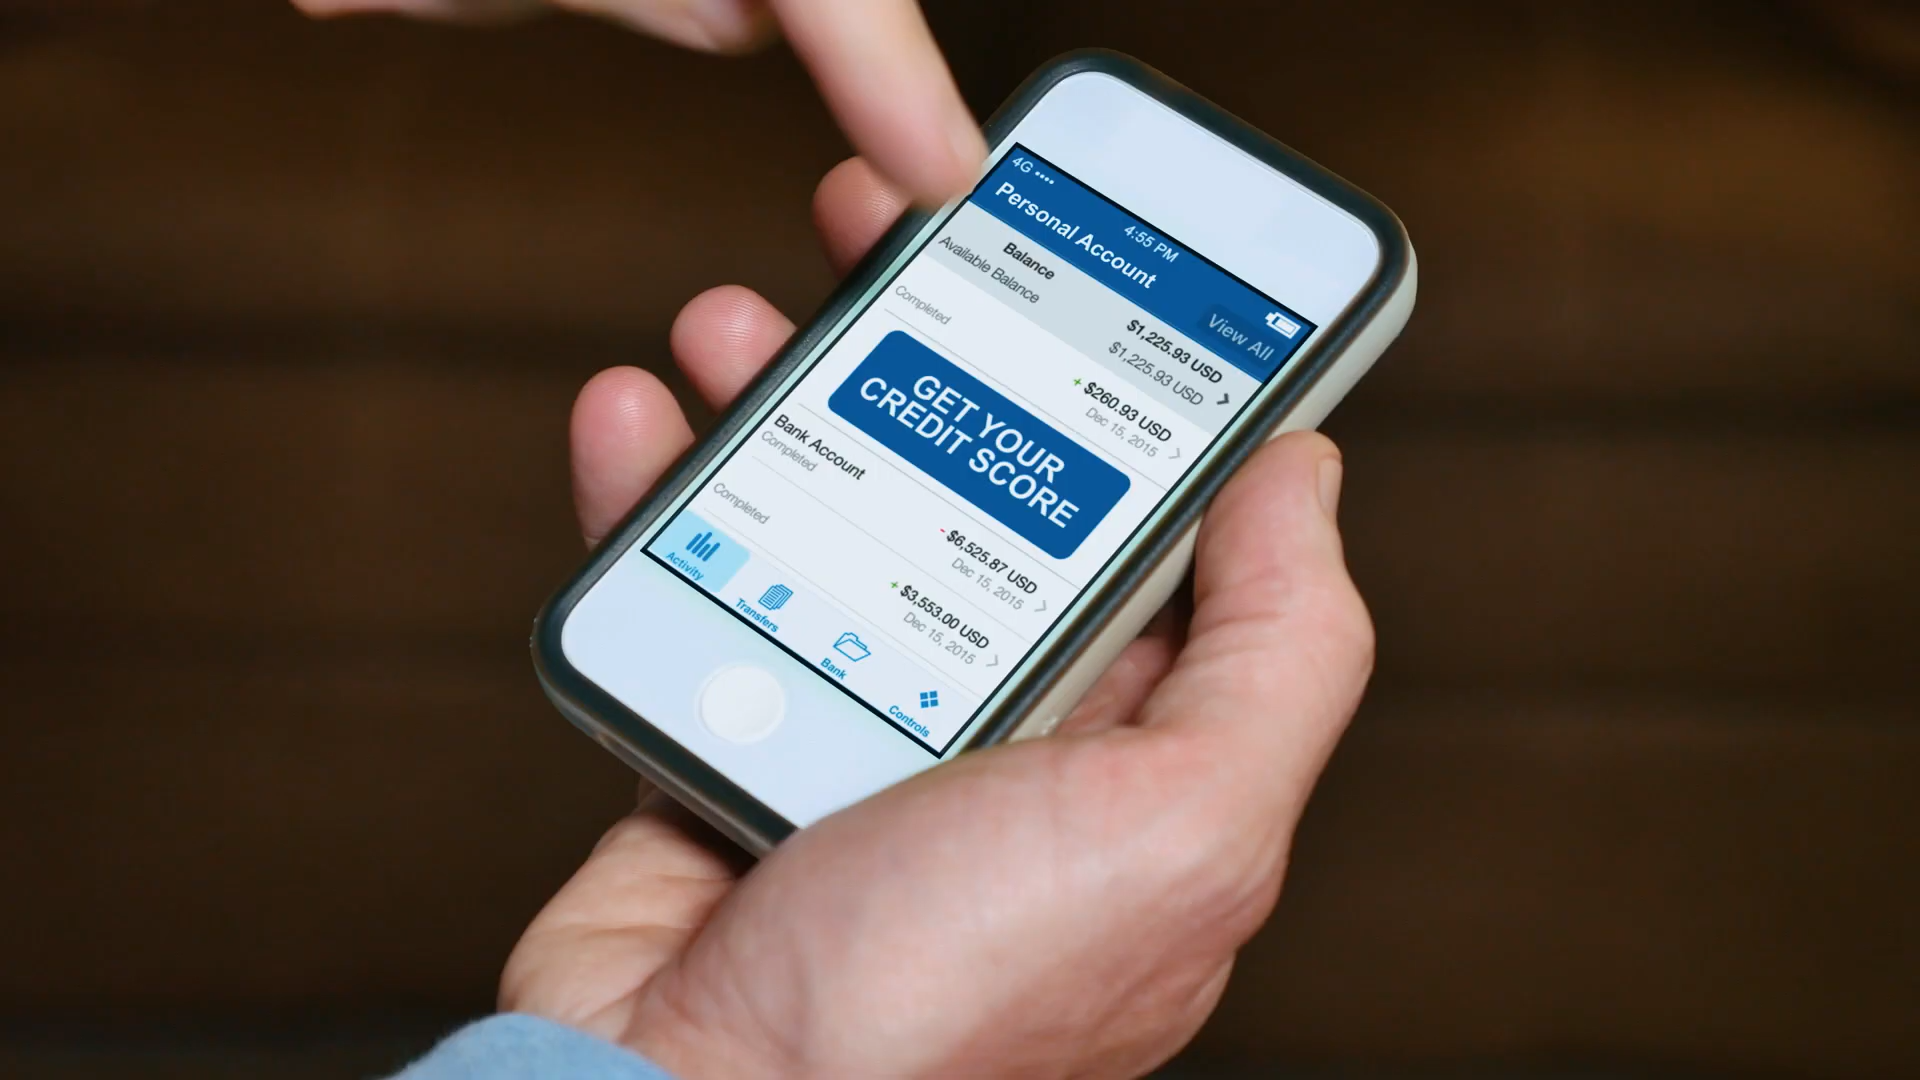 4G
4:55 PM
Personal Account
View All
Balance
$1,225.93 USD
Available Balance
$1,225.93 USD
Completed
+ $260.93 USD
Dec 15, 2015
GET YOUR
CREDIT SCORE
Bank Account
- $6,525.87 USD
Completed
Dec 15, 2015
+ $3,553.00 USD
Completed
Dec 15, 2015
Activity
Transfers
Bank
Controls